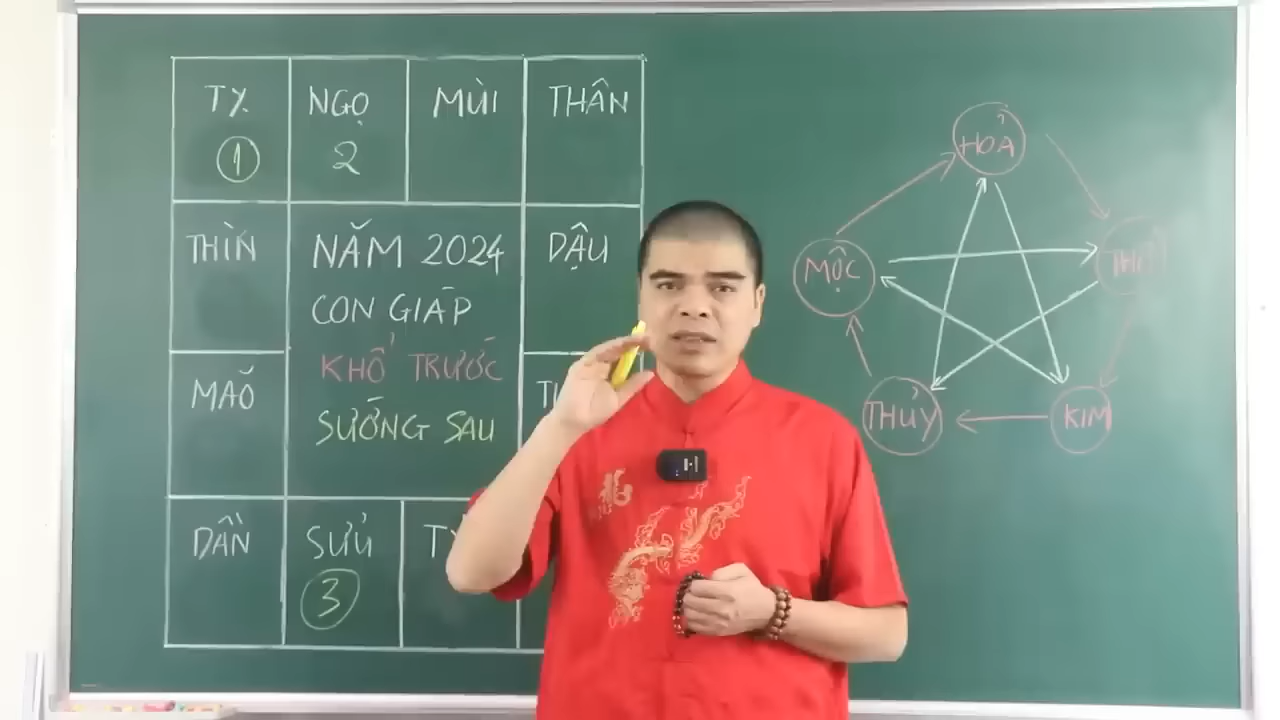 TỴ
NGỌ
MÙI
THÂN
①
2
THÌN
NĂM 2024
DẬU
CON GIÁP
KHỔ TRƯỚC
MAÕ
SƯỚNG SAU
DẦN
SỬU
③
HỎA
MỘC
THỦY
KIM